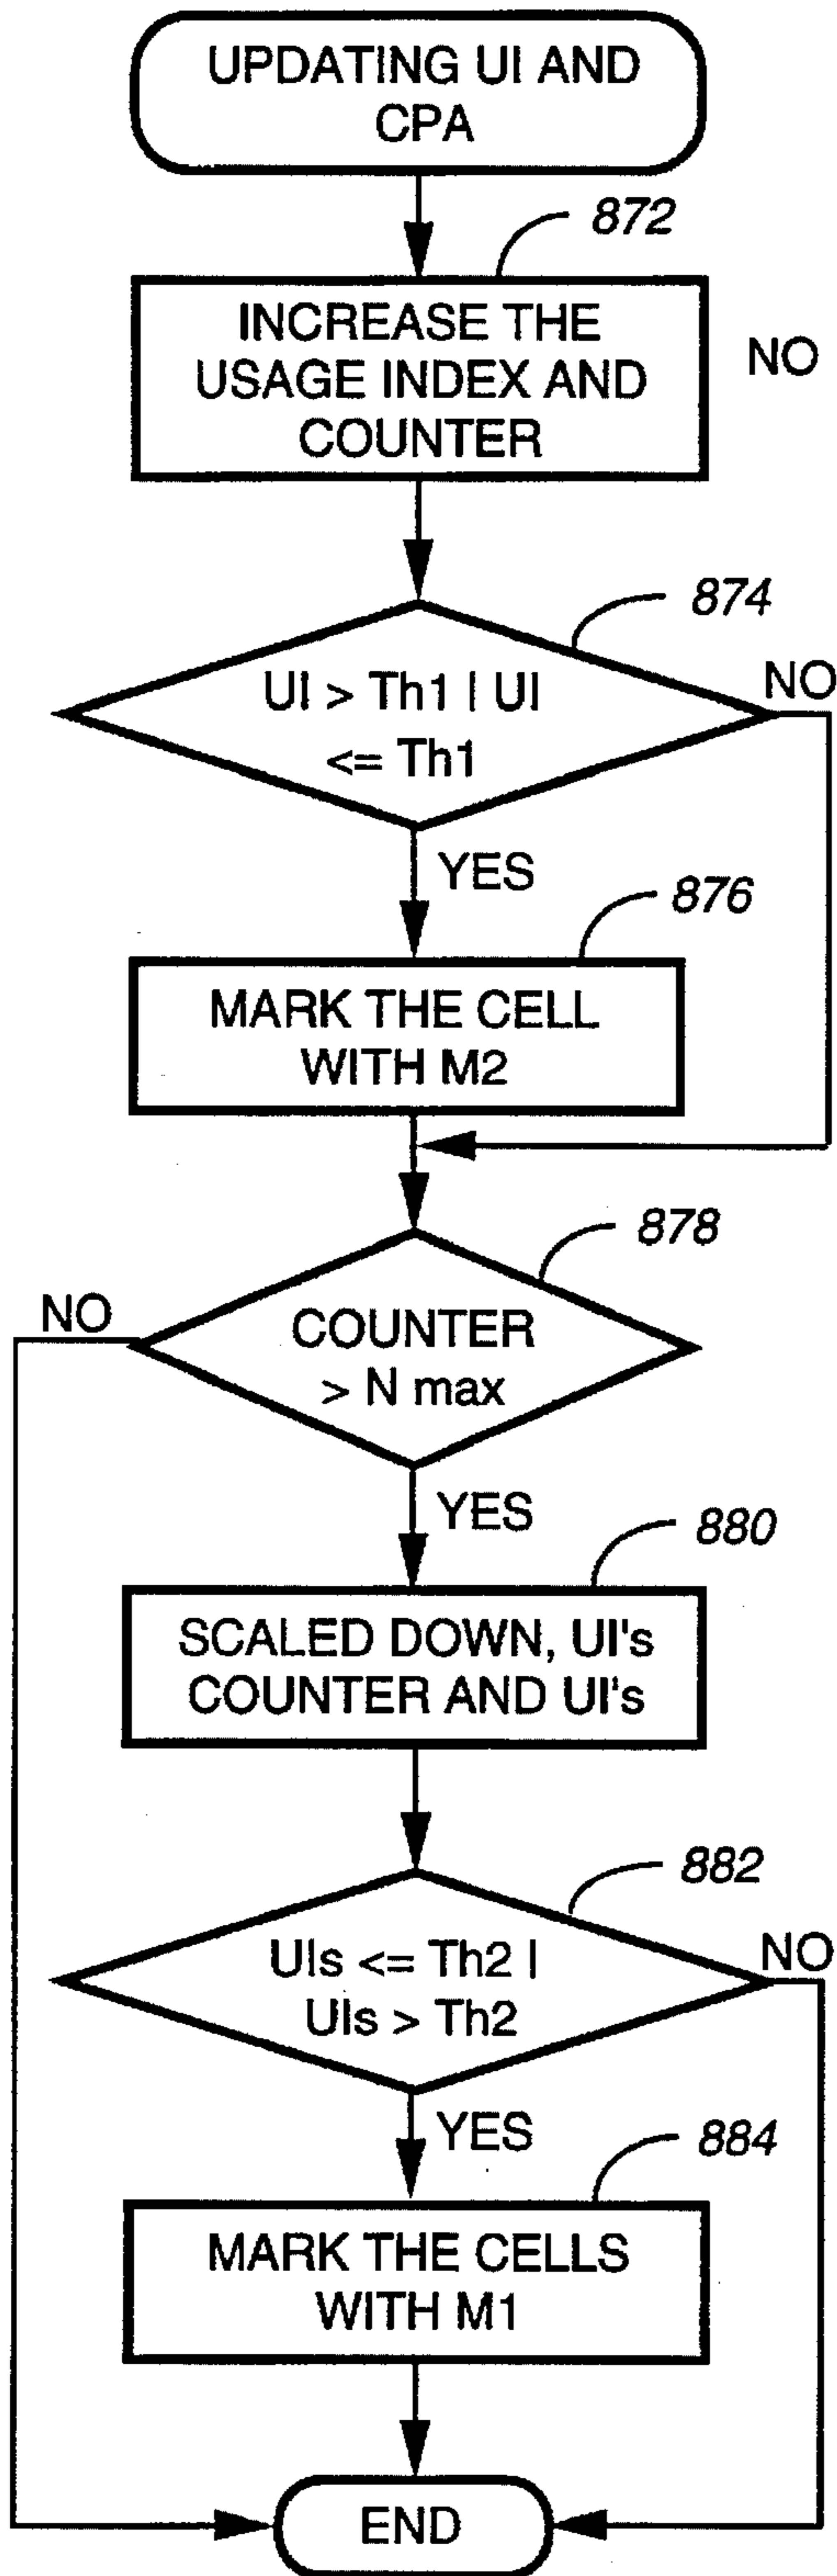 UPDATING UI AND
CPA
872
INCREASE THE
USAGE INDEX AND
COUNTER
NO
874
UI > Th1 | UI
<= Th1
NO
YES
876
MARK THE CELL
WITH M2
878
NO
COUNTER
> N max
YES
880
SCALED DOWN, UI's
COUNTER AND UI's
882
UIs <= Th2 |
UIs > Th2
NO
YES
884
MARK THE CELLS
WITH M1
END